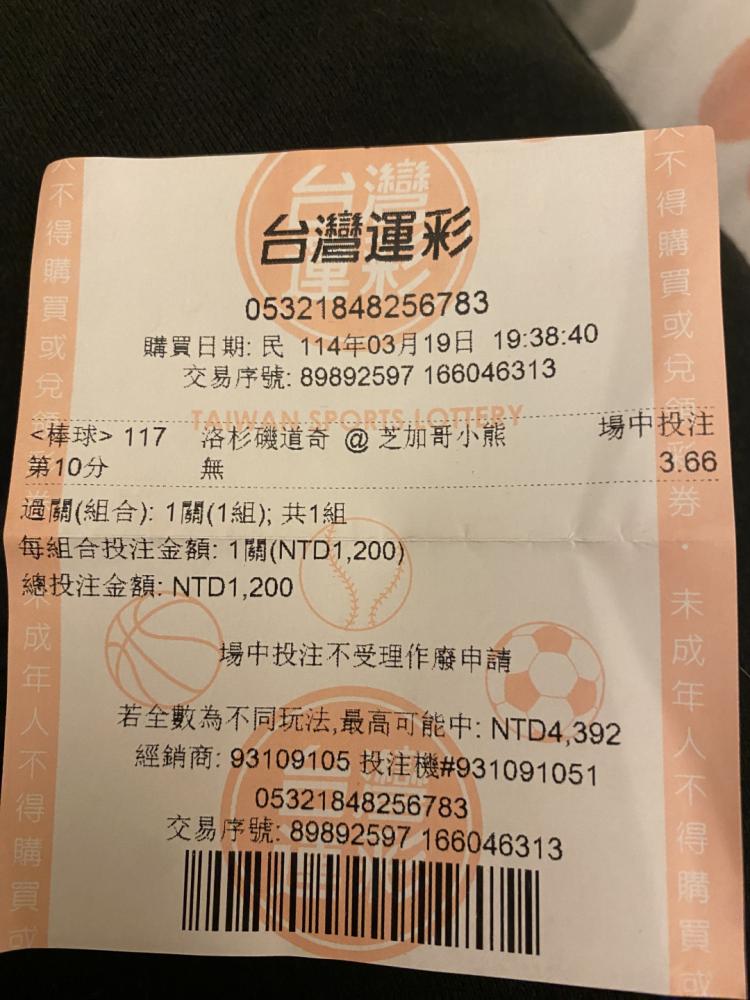 台灣運彩
05321848256783
購買日期: 民 114年03月19日 19:38:40
交易序號: 89892597 166046313
TAIWAN SPORTS LOTTERY
<棒球> 117 洛杉磯道奇 @ 芝加哥小熊 場中投注
第10分 無 3.66
過關(組合): 1關(1組); 共1組
每組合投注金額: 1關(NTD1,200)
總投注金額: NTD1,200
場中投注不受理作廢申請
若全數為不同玩法,最高可能中: NTD4,392
經銷商: 93109105 投注機#931091051
05321848256783
交易序號: 89892597 166046313
人不得購買或兌領彩券
未成年人不得購買或
人不得購買或兌領彩券・未成年人不得購買或